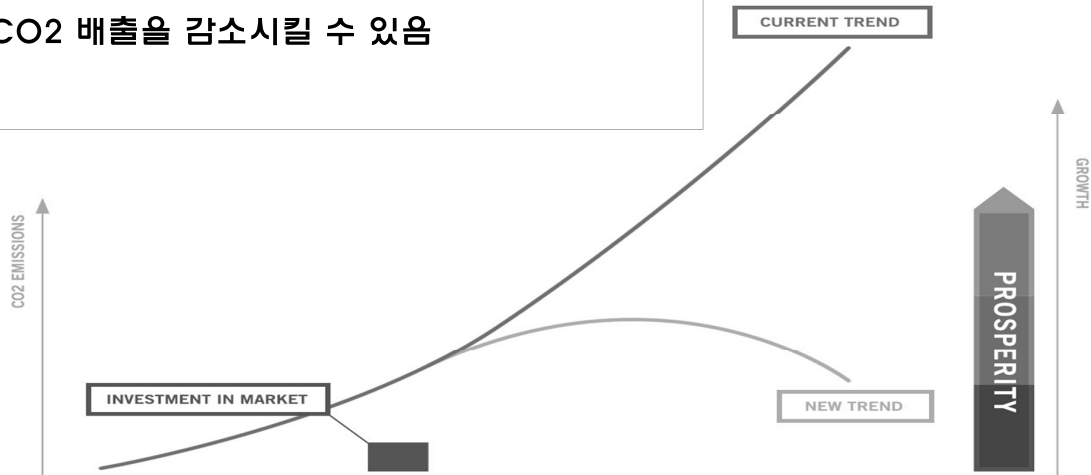 CO2 배출을 감소시킬 수 있음
CURRENT TREND
GROWTH
CO2 EMISSIONS
PROSPERITY
INVESTMENT IN MARKET
NEW TREND